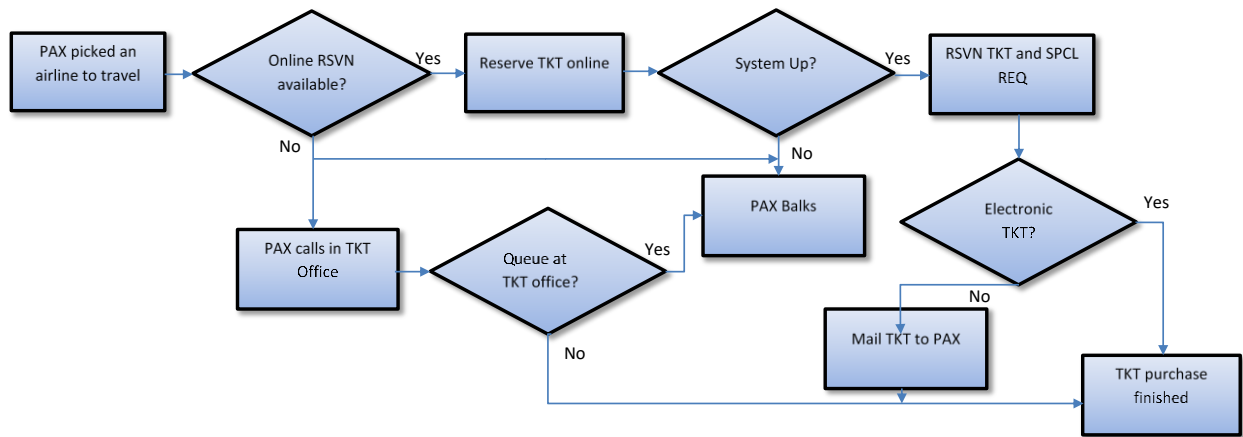 PAX picked an
airline to travel
Online RSVN
available?
Yes
Reserve TKT online
System Up?
Yes
RSVN TKT and SPCL
REQ
No
No
PAX calls in TKT
Office
Queue at
TKT office?
Yes
PAX Balks
Electronic
TKT?
Yes
No
No
Mail TKT to PAX
TKT purchase
finished